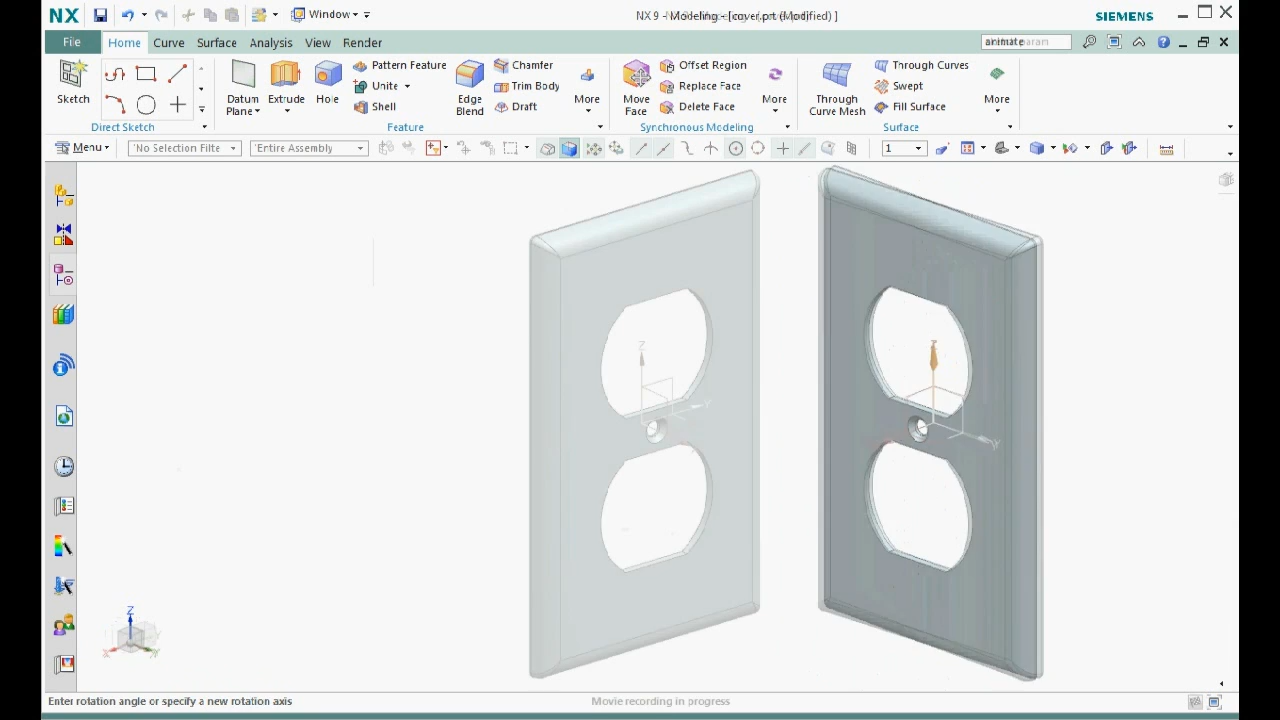 NX NX 9 - Modeling - [cover.prt (Modified) ] SIEMENS
Window
File Home Curve Surface Analysis View Render
Sketch
Direct Sketch
Datum Plane Extrude Hole
Pattern Feature
Unite
Shell
Edge Blend
Chamfer
Trim Body
Draft
More
Feature
Move Face
Offset Region
Replace Face
Delete Face
More
Synchronous Modeling
Through Curve Mesh
Through Curves
Swept
Fill Surface
More
Surface
Menu 'No Selection Filte 'Entire Assembly 1
Z
Z
Z
Enter rotation angle or specify a new rotation axis Movie recording in progress